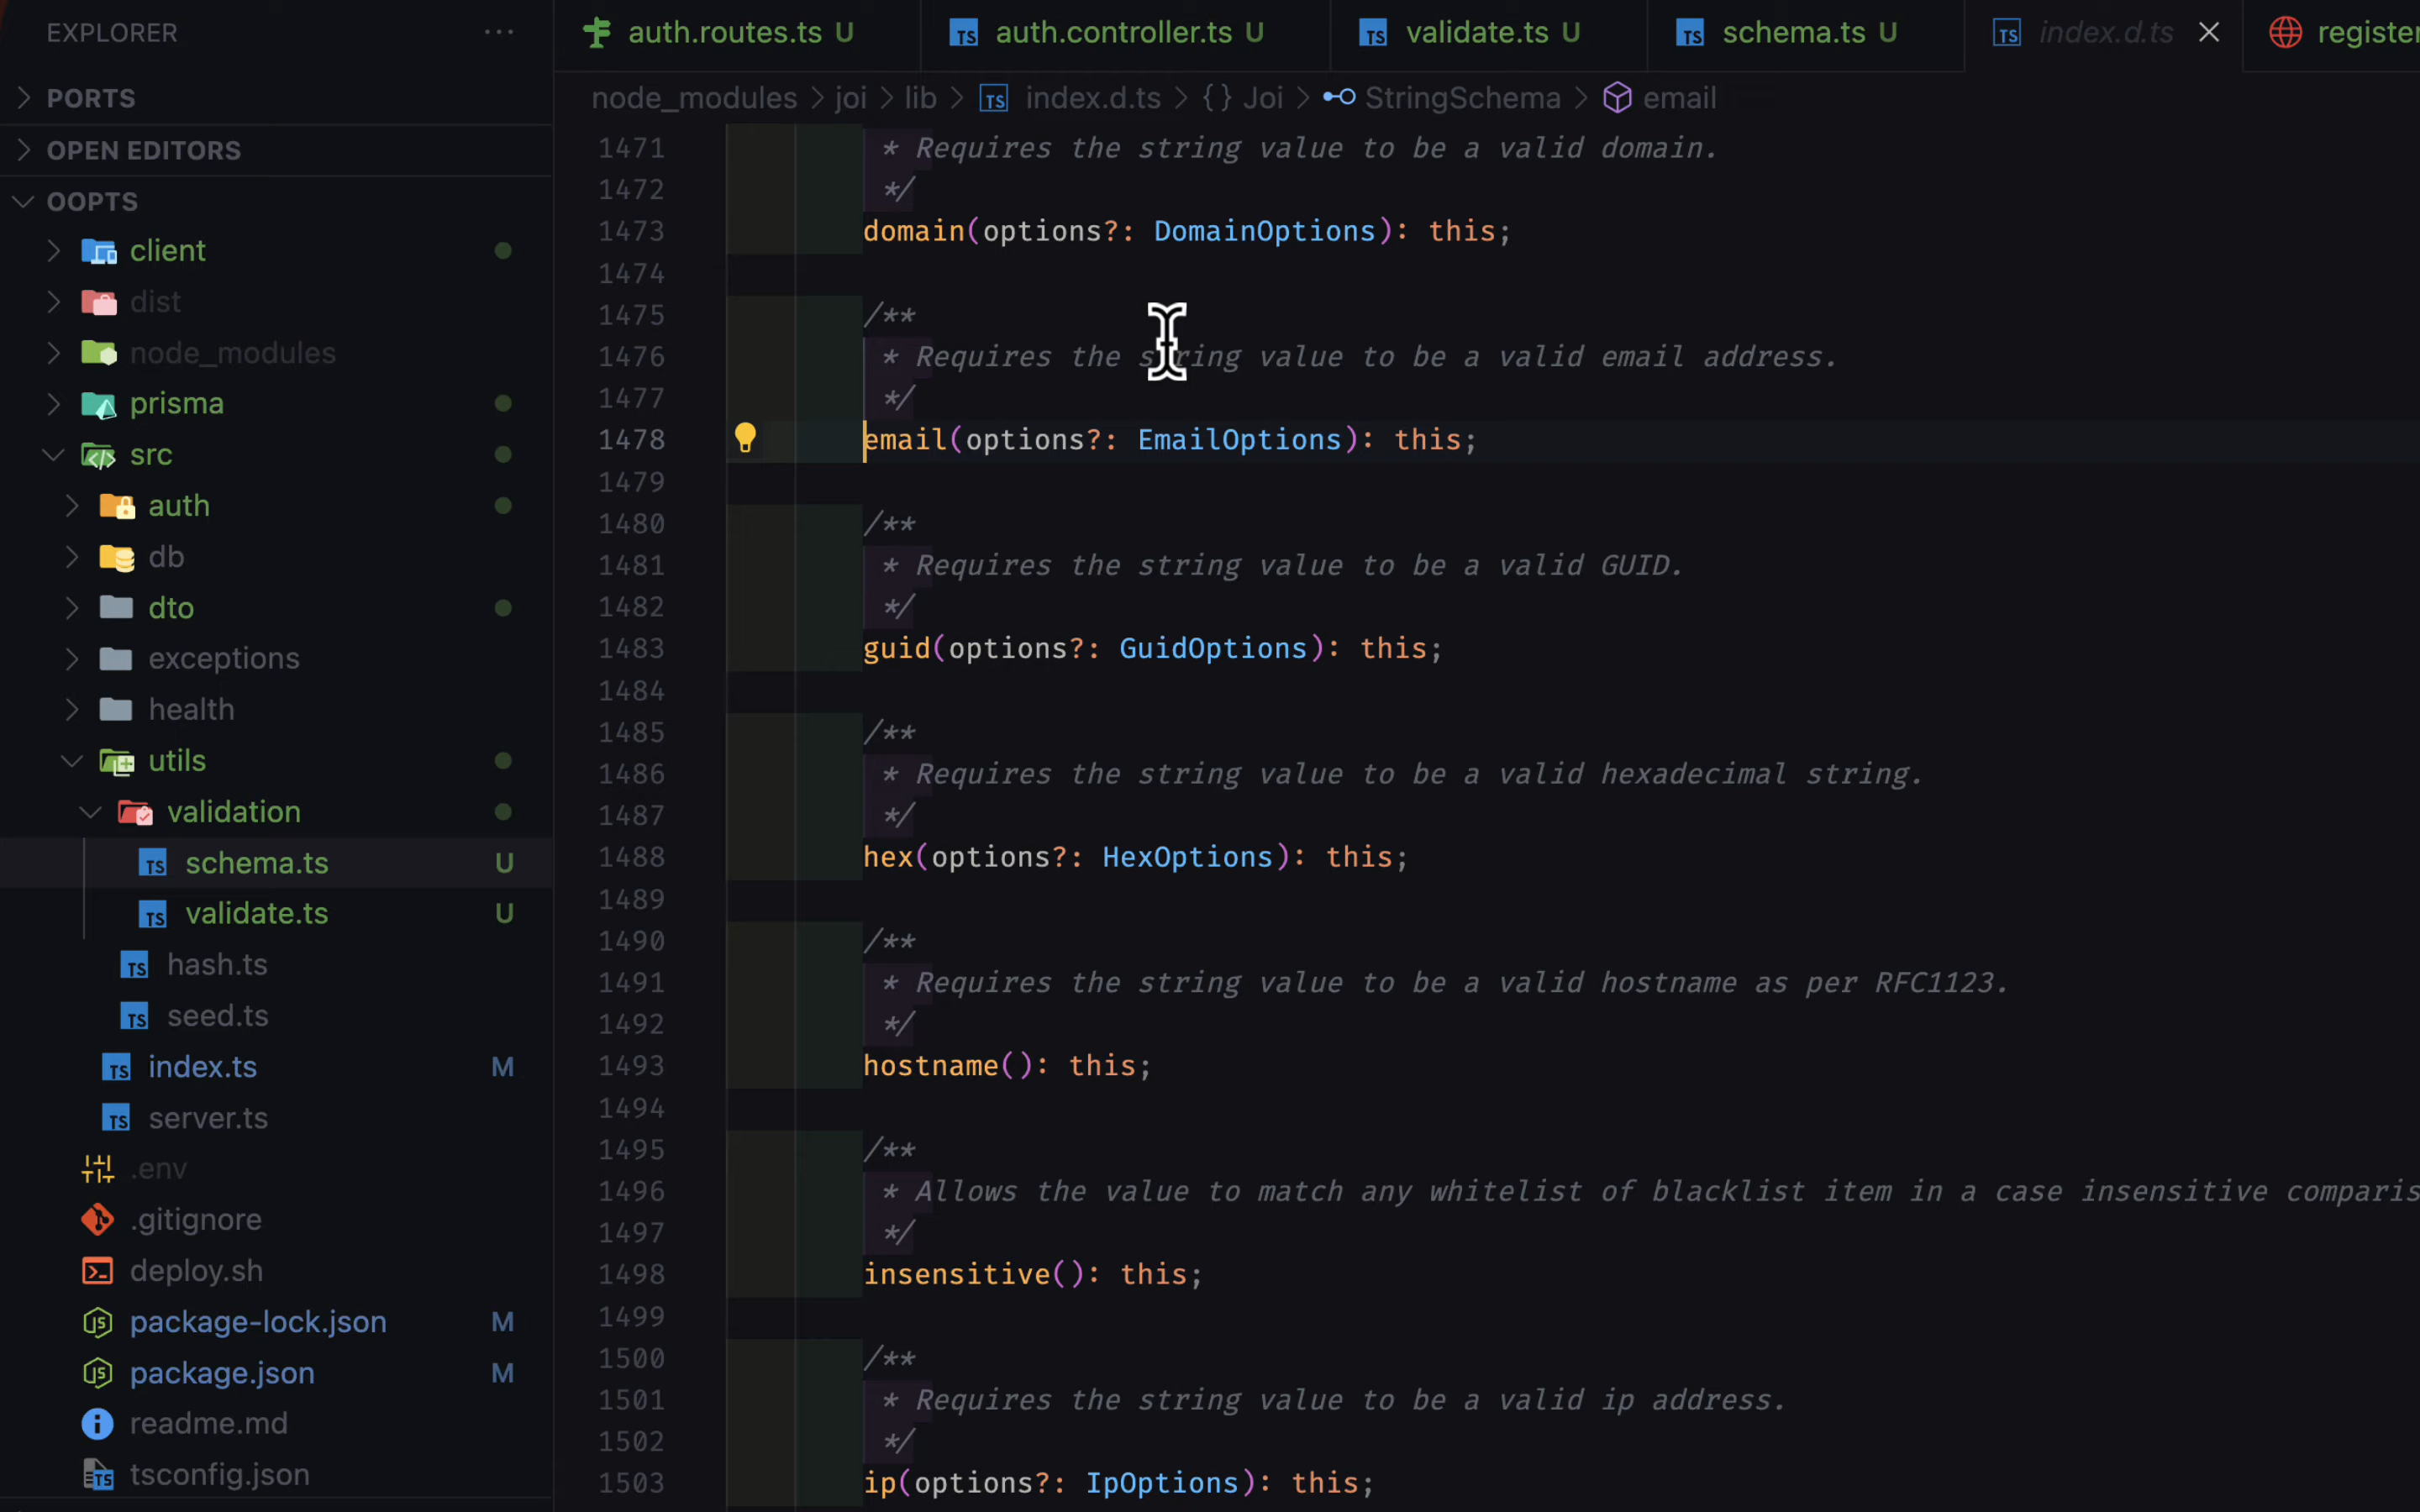 EXPLORER
PORTS
OPEN EDITORS
OOPTS
client
dist
node_modules
prisma
src
auth
db
dto
exceptions
health
utils
validation
schema.ts U
validate.ts U
hash.ts
seed.ts
index.ts M
server.ts
.env
.gitignore
deploy.sh
package-lock.json M
package.json M
readme.md
tsconfig.json
auth.routes.ts U
auth.controller.ts U
validate.ts U
schema.ts U
index.d.ts
register
node_modules > joi > lib > TS index.d.ts > {} Joi > StringSchema > email
1471 * Requires the string value to be a valid domain.
1472 */
1473 domain(options?: DomainOptions): this;
1474
1475 /**
1476 * Requires the string value to be a valid email address.
1477 */
1478 email(options?: EmailOptions): this;
1479
1480 /**
1481 * Requires the string value to be a valid GUID.
1482 */
1483 guid(options?: GuidOptions): this;
1484
1485 /**
1486 * Requires the string value to be a valid hexadecimal string.
1487 */
1488 hex(options?: HexOptions): this;
1489
1490 /**
1491 * Requires the string value to be a valid hostname as per RFC1123.
1492 */
1493 hostname(): this;
1494
1495 /**
1496 * Allows the value to match any whitelist of blacklist item in a case insensitive comparis
1497 */
1498 insensitive(): this;
1499
1500 /**
1501 * Requires the string value to be a valid ip address.
1502 */
1503 ip(options?: IpOptions): this;